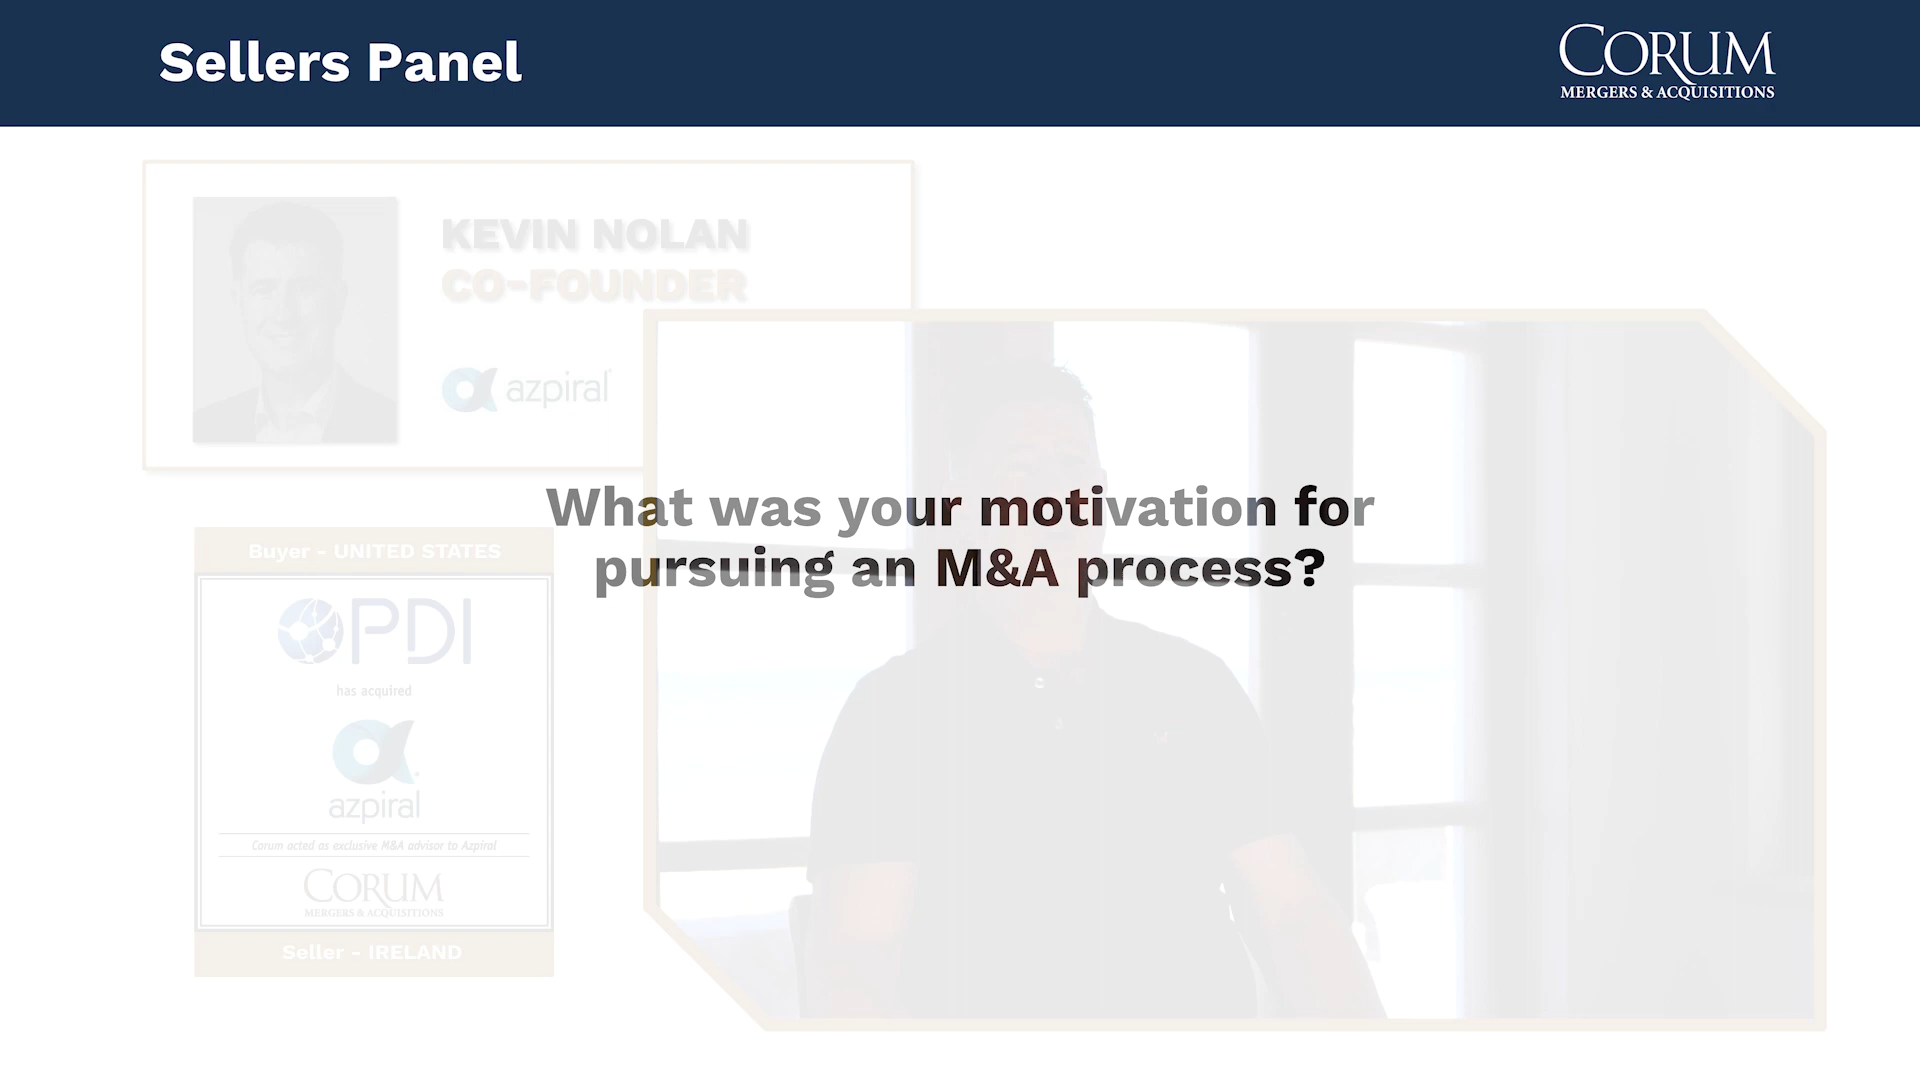 Sellers Panel
CORUM
MERGERS & ACQUISITIONS
KEVIN NOLAN
CO-FOUNDER
azpiral
What was your motivation for
pursuing an M&A process?
Buyer - UNITED STATES
PDI
has acquired
azpiral
Corum acted as exclusive M&A advisor to Azpiral
CORUM
MERGERS & ACQUISITIONS
Seller - IRELAND